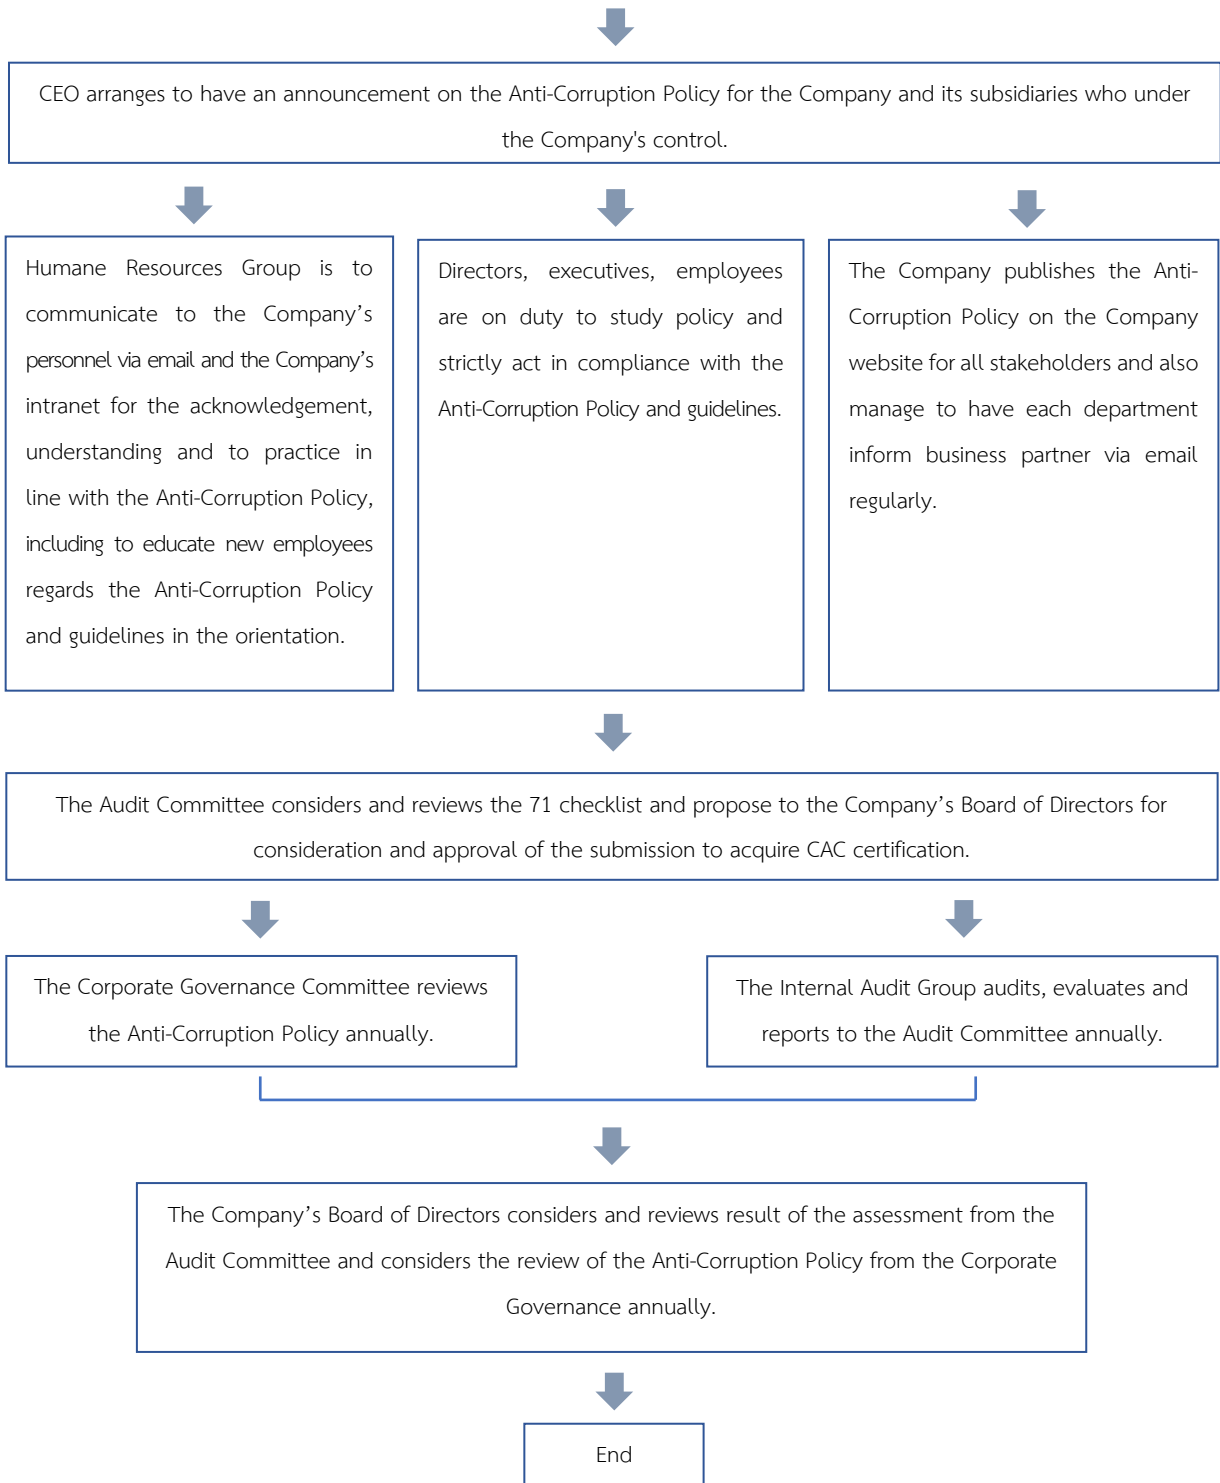 CEO arranges to have an announcement on the Anti-Corruption Policy for the Company and its subsidiaries who under
the Company's control.
Humane Resources Group is to
communicate to the Company’s
personnel via email and the Company’s
intranet for the acknowledgement,
understanding and to practice in
line with the Anti-Corruption Policy,
including to educate new employees
regards the Anti-Corruption Policy
and guidelines in the orientation.
Directors, executives, employees
are on duty to study policy and
strictly act in compliance with the
Anti-Corruption Policy and guidelines.
The Company publishes the Anti-
Corruption Policy on the Company
website for all stakeholders and also
manage to have each department
inform business partner via email
regularly.
The Audit Committee considers and reviews the 71 checklist and propose to the Company’s Board of Directors for
consideration and approval of the submission to acquire CAC certification.
The Corporate Governance Committee reviews
the Anti-Corruption Policy annually.
The Internal Audit Group audits, evaluates and
reports to the Audit Committee annually.
The Company’s Board of Directors considers and reviews result of the assessment from the
Audit Committee and considers the review of the Anti-Corruption Policy from the Corporate
Governance annually.
End